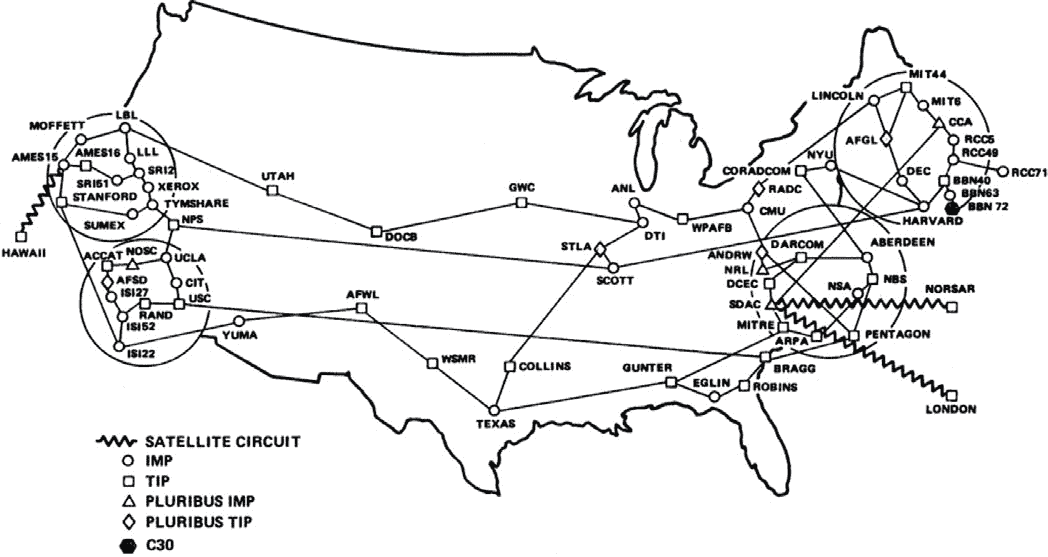 MIT44
LINCOLN
MIT6
CCA
MOFFETT
LBL
RCC5
AMES15
AMES16
LLL
AFGL
RCC49
NYU
SRI2
DEC
RCC71
SRI51
UTAH
CORADCOM
XEROX
GWC
ANL
RADC
BBN40
STANFORD
BBN63
TYMSHARE
CMU
HARVARD
BBN 72
SUMEX
NPS
WPAFB
HAWAII
DOCB
DTI
STLA
DARCOM
ABERDEEN
ACCAT
NOSC
UCLA
ANDRW
NRL
AFSD
SCOTT
DCEC
NBS
CIT
NSA
NORSAR
ISI27
AFWL
SDAC
RAND
USC
ISI52
MITRE
YUMA
ARPA
PENTAGON
ISI22
WSMR
COLLINS
GUNTER
BRAGG
EGLIN
ROBINS
LONDON
TEXAS
SATELLITE CIRCUIT
IMP
TIP
PLURIBUS IMP
PLURIBUS TIP
C30